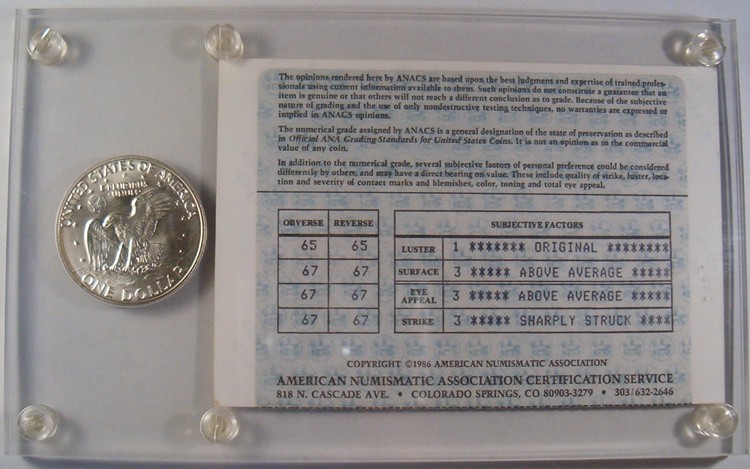 UNITED STATES OF AMERICA
E PLURIBUS UNUM
ONE DOLLAR
The opinions rendered here by ANACS are based upon the best judgment and expertise of trained profes-
sionals using current information available to them. Such opinions do not constitute a guarantee that an
item is genuine or that others will not reach a different conclusion as to grade. Because of the subjective
nature of grading and the use of only nondestructive testing techniques, no warranties are expressed or
implied in ANACS opinions.
The numerical grade assigned by ANACS is a general designation of the state of preservation as described
in Official ANA Grading Standards for United States Coins. It is not an opinion as to the commercial
value of any coin.
In addition to the numerical grade, several subjective factors of personal preference could be considered
differently by others, and may have a direct bearing on value. These include quality of strike, luster, loca-
tion and severity of contact marks and blemishes, color, toning and total eye appeal.
OBVERSE REVERSE SUBJECTIVE FACTORS
65 65 LUSTER 1 ******* ORIGINAL ********
67 67 SURFACE 3 ***** ABOVE AVERAGE *****
67 67 EYE APPEAL 3 ***** ABOVE AVERAGE *****
67 67 STRIKE 3 ***** SHARPLY STRUCK ****
COPYRIGHT ©1986 AMERICAN NUMISMATIC ASSOCIATION
AMERICAN NUMISMATIC ASSOCIATION CERTIFICATION SERVICE
818 N. CASCADE AVE. • COLORADO SPRINGS, CO 80903-3279 • 303/632-2646